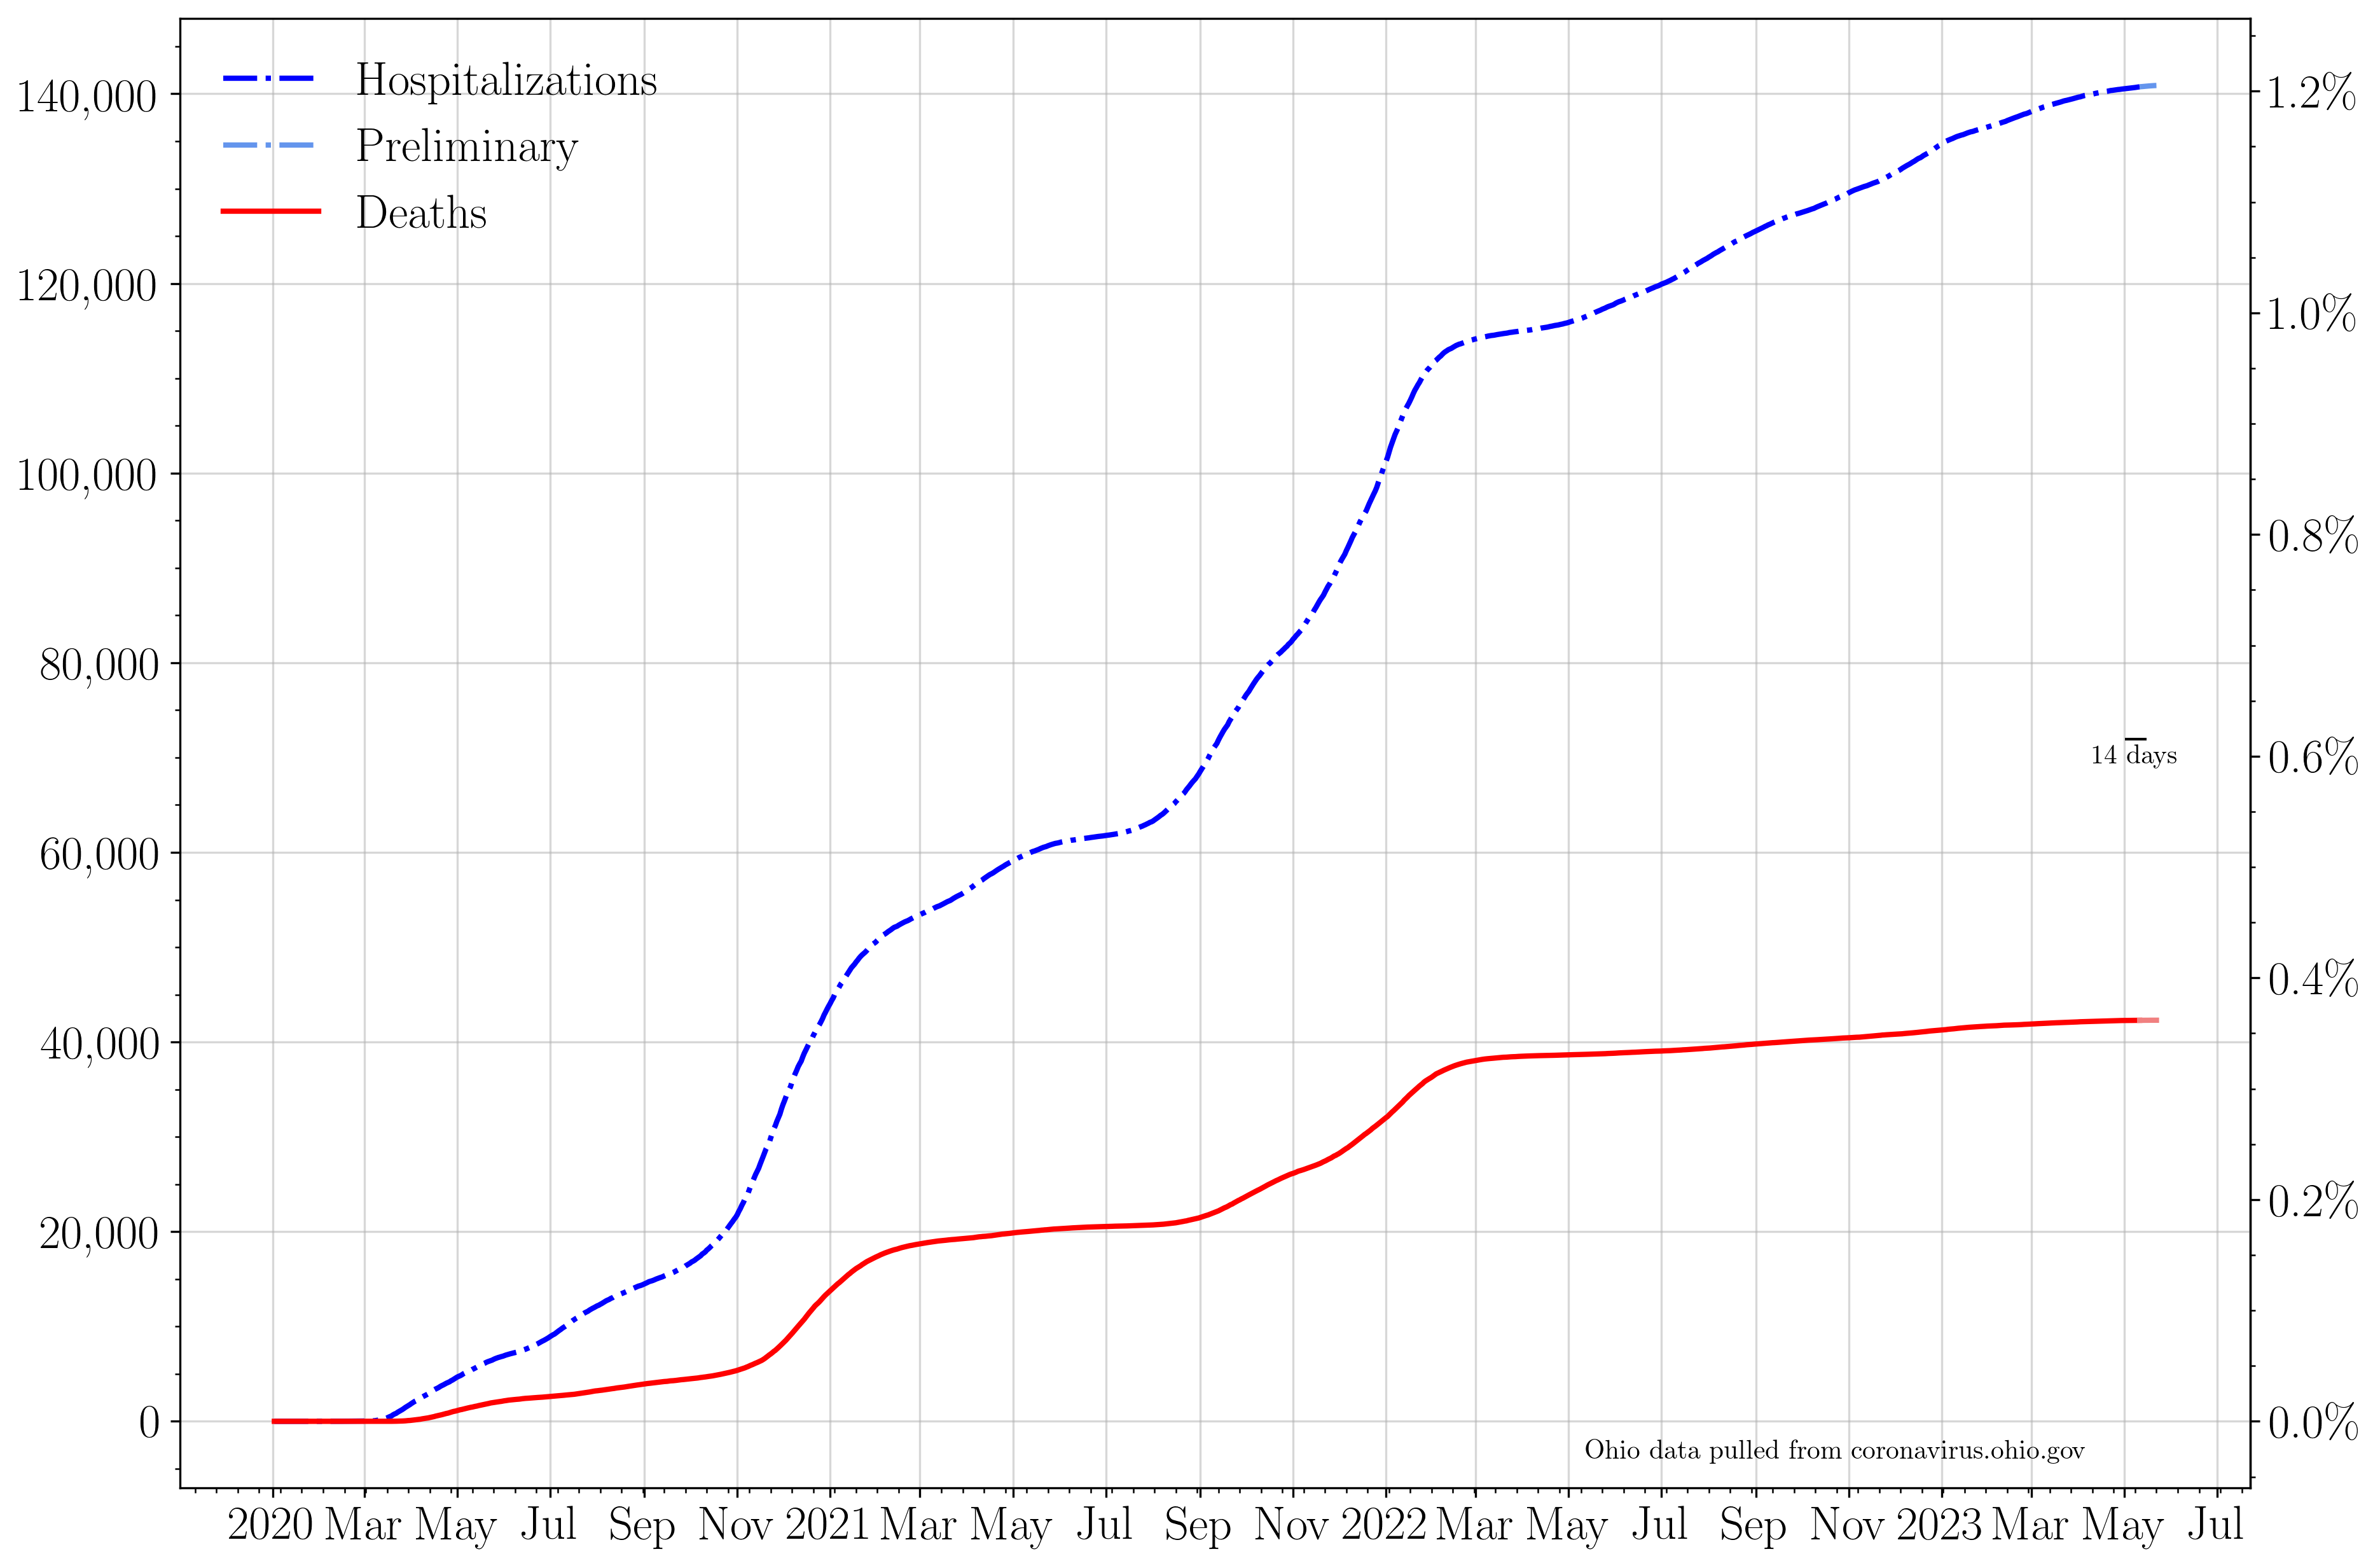 Hospitalizations
Preliminary
Deaths
140,000
120,000
100,000
80,000
60,000
40,000
20,000
0
1.2%
1.0%
0.8%
0.6%
0.4%
0.2%
0.0%
14 days
Ohio data pulled from coronavirus.ohio.gov
2020 Mar May Jul Sep Nov 2021 Mar May Jul Sep Nov 2022 Mar May Jul Sep Nov 2023 Mar May Jul